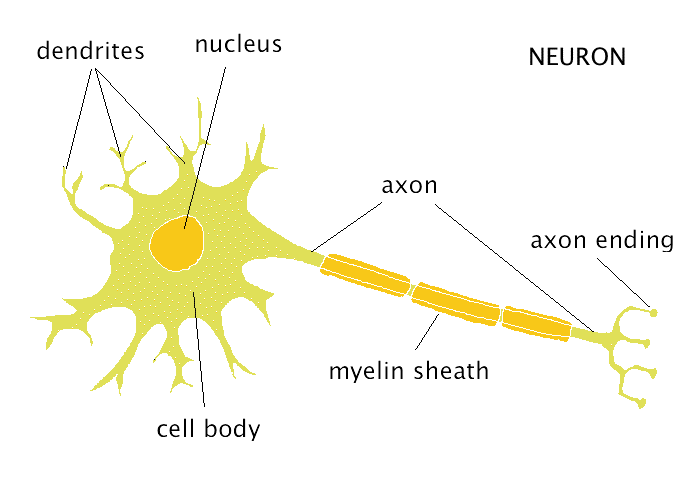 nucleus
dendrites
NEURON
axon
axon ending
myelin sheath
cell body